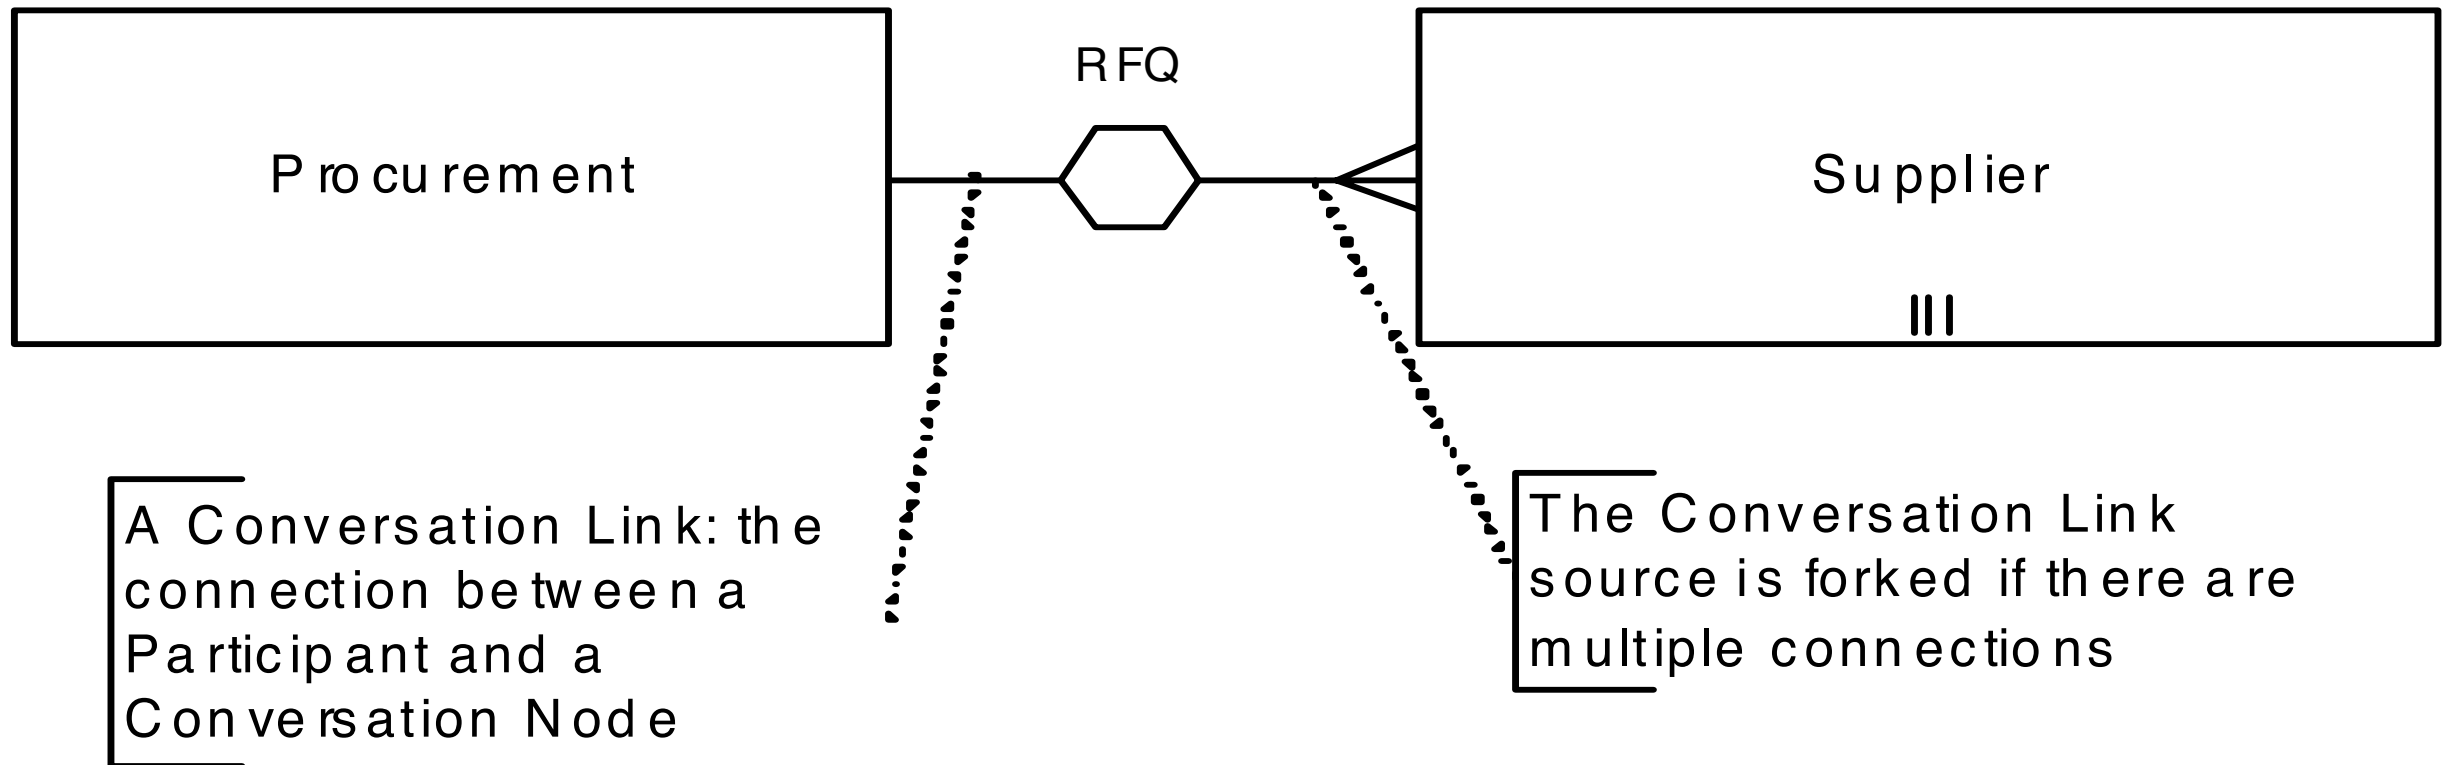 RFQ
Procurement
Supplier
A Conversation Link: the
connection between a
Participant and a
Conversation Node
The Conversation Link
source is forked if there are
multiple connections